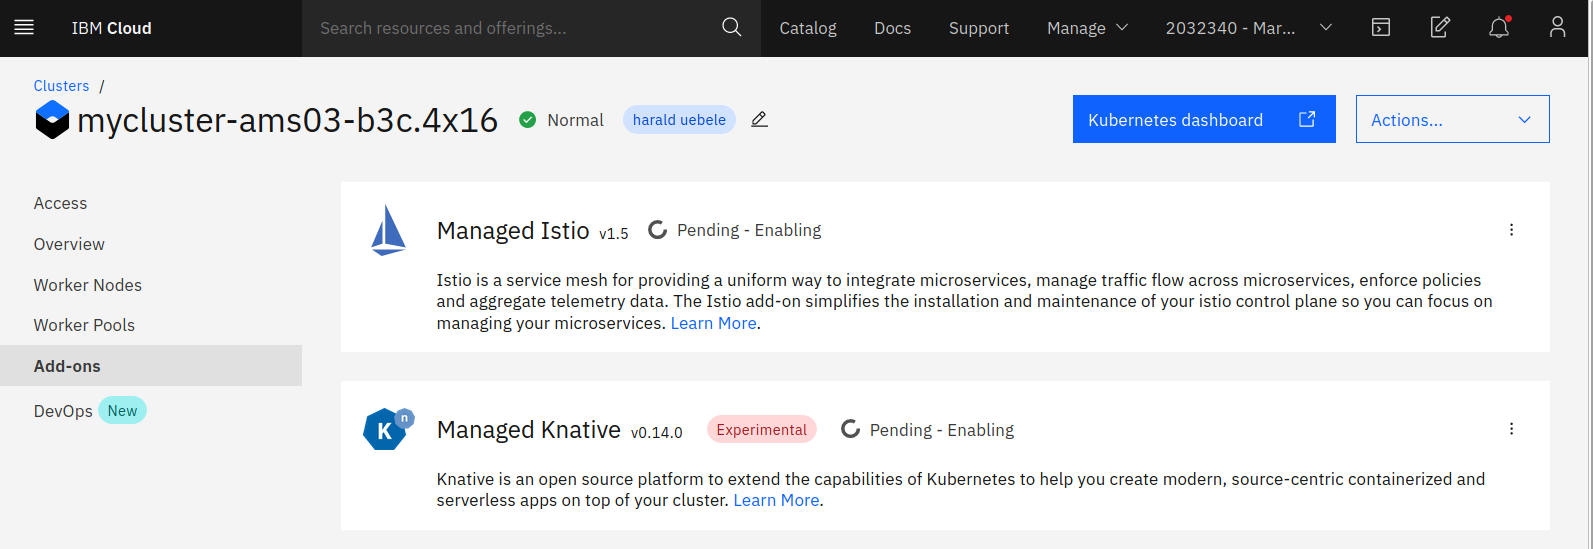 IBM Cloud
Search resources and offerings...
Catalog
Docs
Support
Manage
2032340 - Mar...
Clusters /
mycluster-ams03-b3c.4x16
Normal
harald uebele
Kubernetes dashboard
Actions...
Access
Overview
Worker Nodes
Worker Pools
Add-ons
DevOps New
Managed Istio v1.5 Pending - Enabling
Istio is a service mesh for providing a uniform way to integrate microservices, manage traffic flow across microservices, enforce policies
and aggregate telemetry data. The Istio add-on simplifies the installation and maintenance of your istio control plane so you can focus on
managing your microservices. Learn More.
K n
Managed Knative v0.14.0 Experimental Pending - Enabling
Knative is an open source platform to extend the capabilities of Kubernetes to help you create modern, source-centric containerized and
serverless apps on top of your cluster. Learn More.